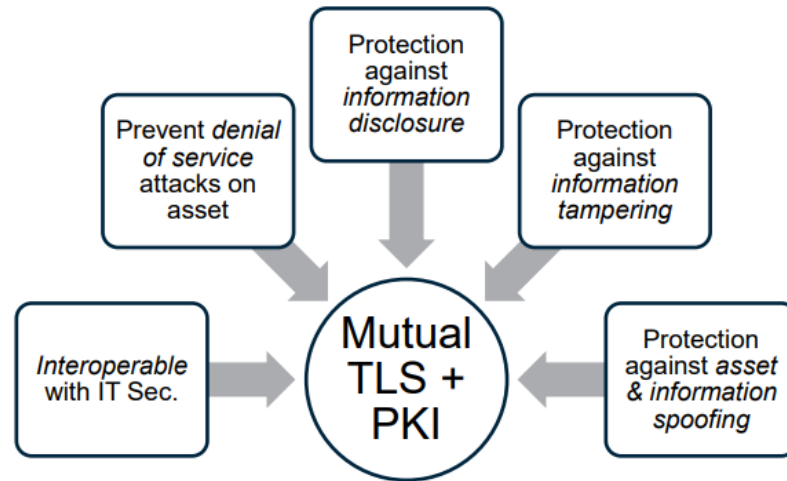 Protection
against
information
disclosure
Prevent denial
of service
attacks on
asset
Protection
against
information
tampering
Interoperable
with IT Sec.
Mutual
TLS +
PKI
Protection
against asset
& information
spoofing